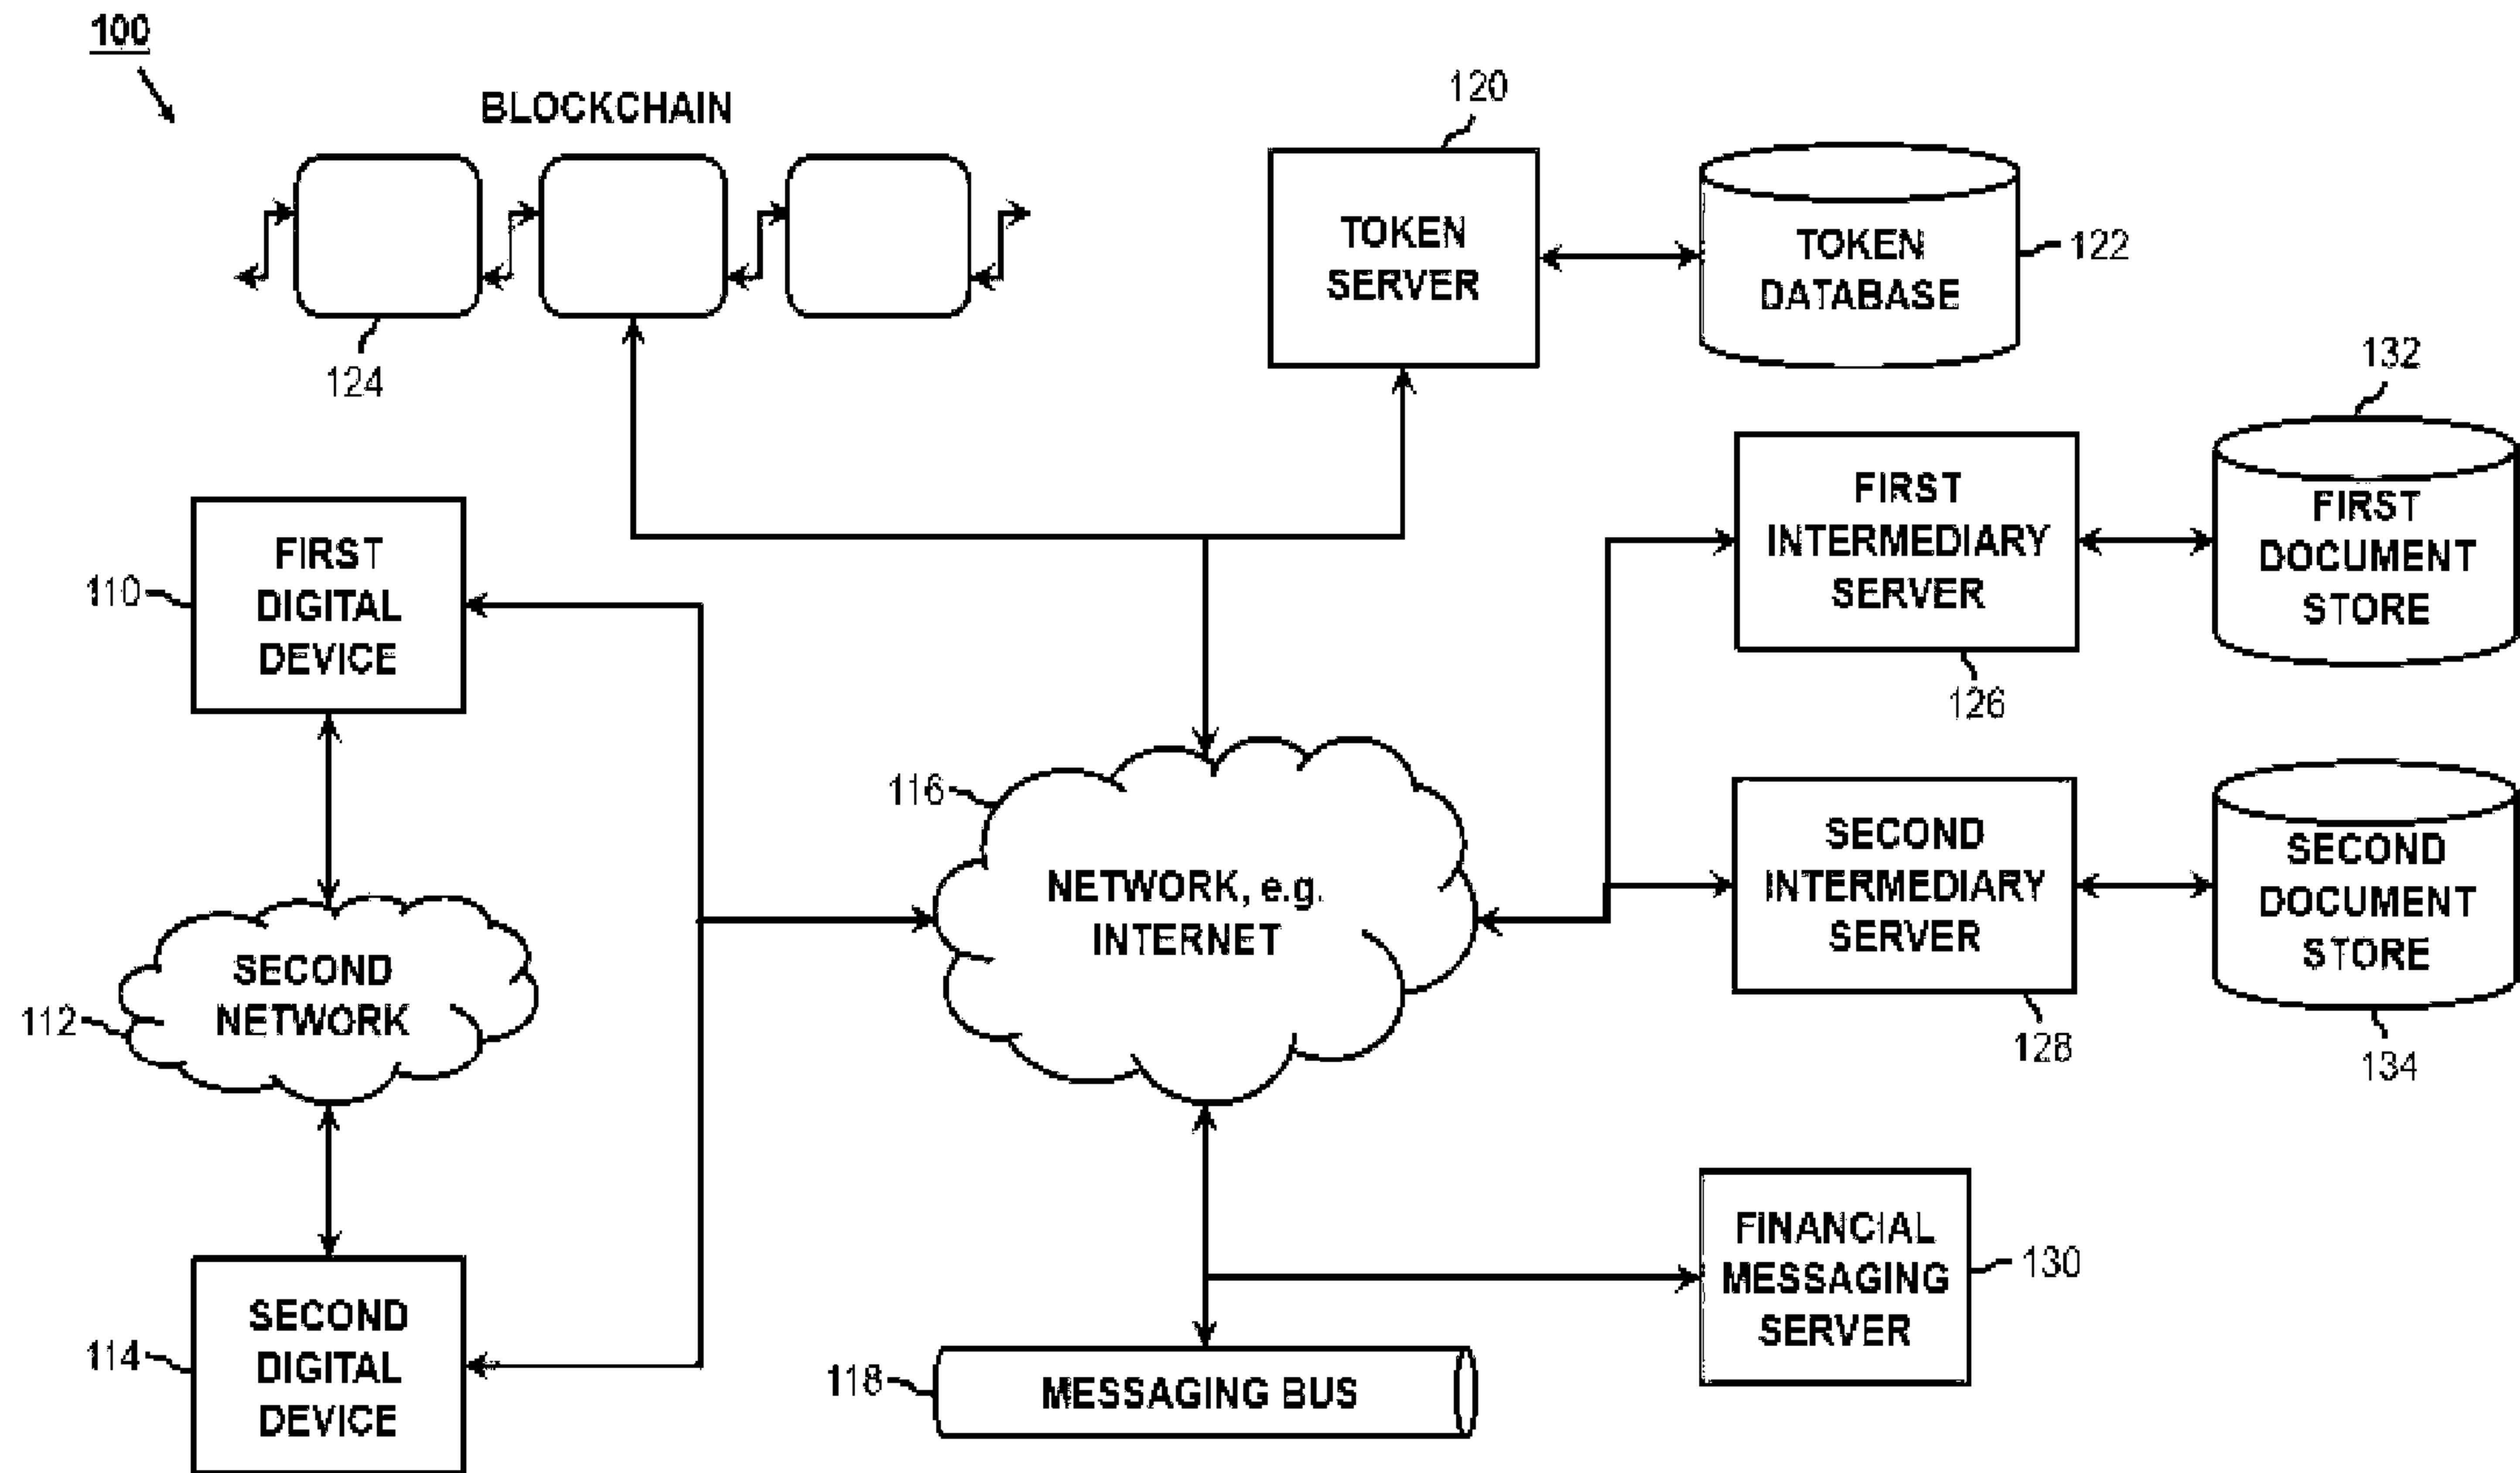 100
BLOCKCHAIN
120
TOKEN
SERVER
TOKEN
DATABASE
122
124
132
FIRST
INTERMEDIARY
SERVER
FIRST
DOCUMENT
STORE
126
110
FIRST
DIGITAL
DEVICE
116
NETWORK, e.g.
INTERNET
SECOND
INTERMEDIARY
SERVER
SECOND
DOCUMENT
STORE
128
134
112
SECOND
NETWORK
FINANCIAL
MESSAGING
SERVER
130
114
SECOND
DIGITAL
DEVICE
118
MESSAGING BUS